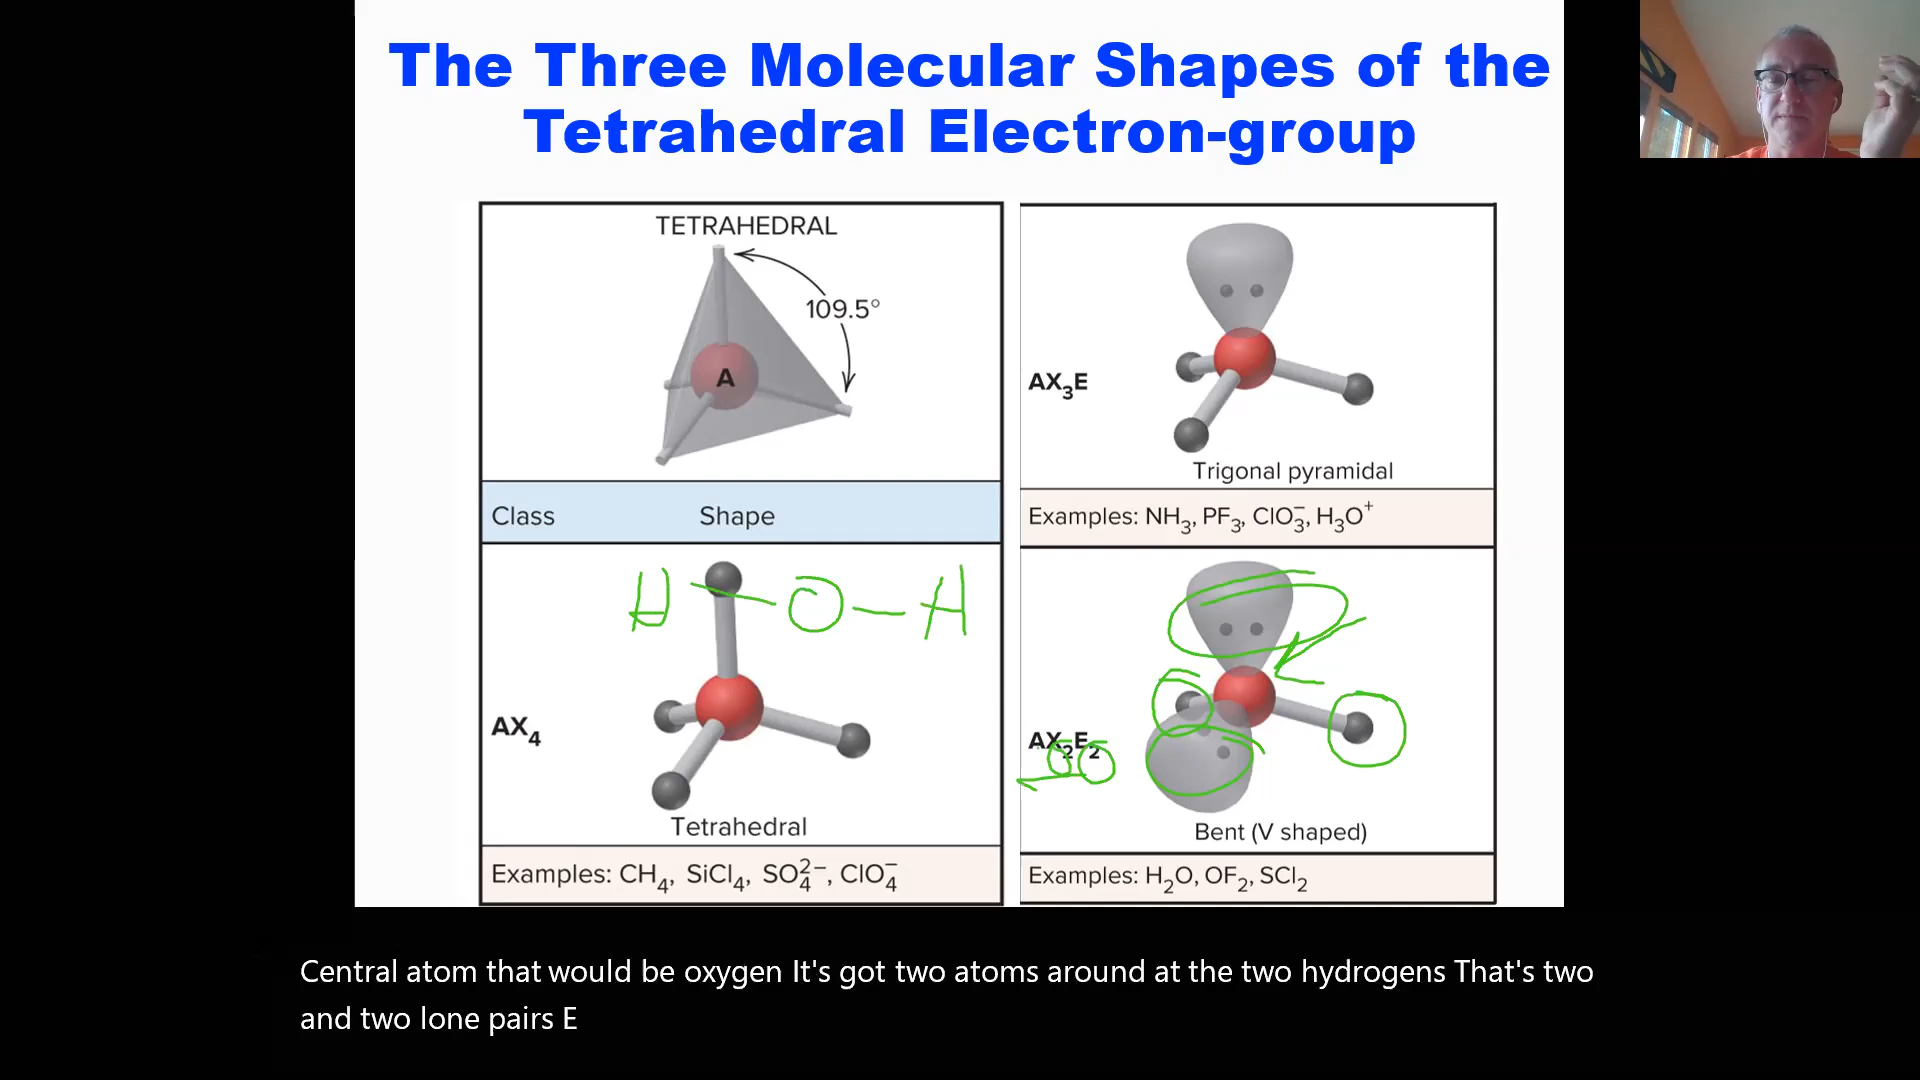 The Three Molecular Shapes of the
Tetrahedral Electron-group
TETRAHEDRAL
109.5°
A
Class Shape
H - O - H
AX₄
Tetrahedral
Examples: CH₄, SiCl₄, SO₄²⁻, ClO₄⁻
AX₃E
Trigonal pyramidal
Examples: NH₃, PF₃, ClO₃⁻, H₃O⁺
AX₂E₂
Bent (V shaped)
Examples: H₂O, OF₂, SCl₂
Central atom that would be oxygen It's got two atoms around at the two hydrogens That's two
and two lone pairs E